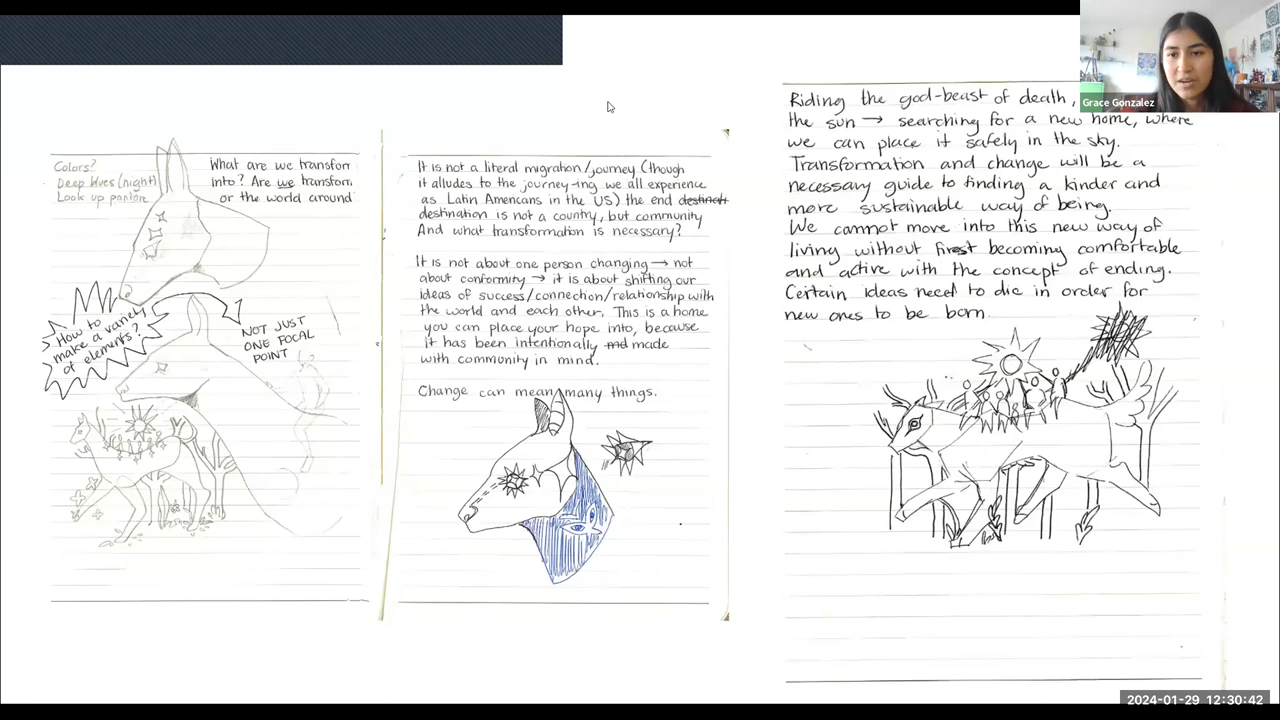 Colors?
Deep blues (night)
Look up pantone
What are we transform
into? Are we transform
or the world around
How to
make a variety
of elements?
NOT JUST
ONE FOCAL
POINT
It is not a literal migration/journey (though
it alludes to the journey-ing we all experience
as Latin Americans in the US) the end destinati
destination is not a country, but community
And what transformation is necessary?
It is not about one person changing → not
about conformity → it is about shifting our
ideas of success/connection/relationship with
the world and each other. This is a home
you can place your hope into, because
it has been intentionally md made
with community in mind.
Change can mean many things.
Riding the god-beast of death,
the sun → searching for a new home, where
we can place it safely in the sky.
Transformation and change will be a
necessary guide to finding a kinder and
more sustainable way of being.
We cannot move into this new way of
living without first becoming comfortable
and active with the concept of ending.
Certain ideas need to die in order for
new ones to be born.
Grace Gonzalez
2024-01-29 12:30:42